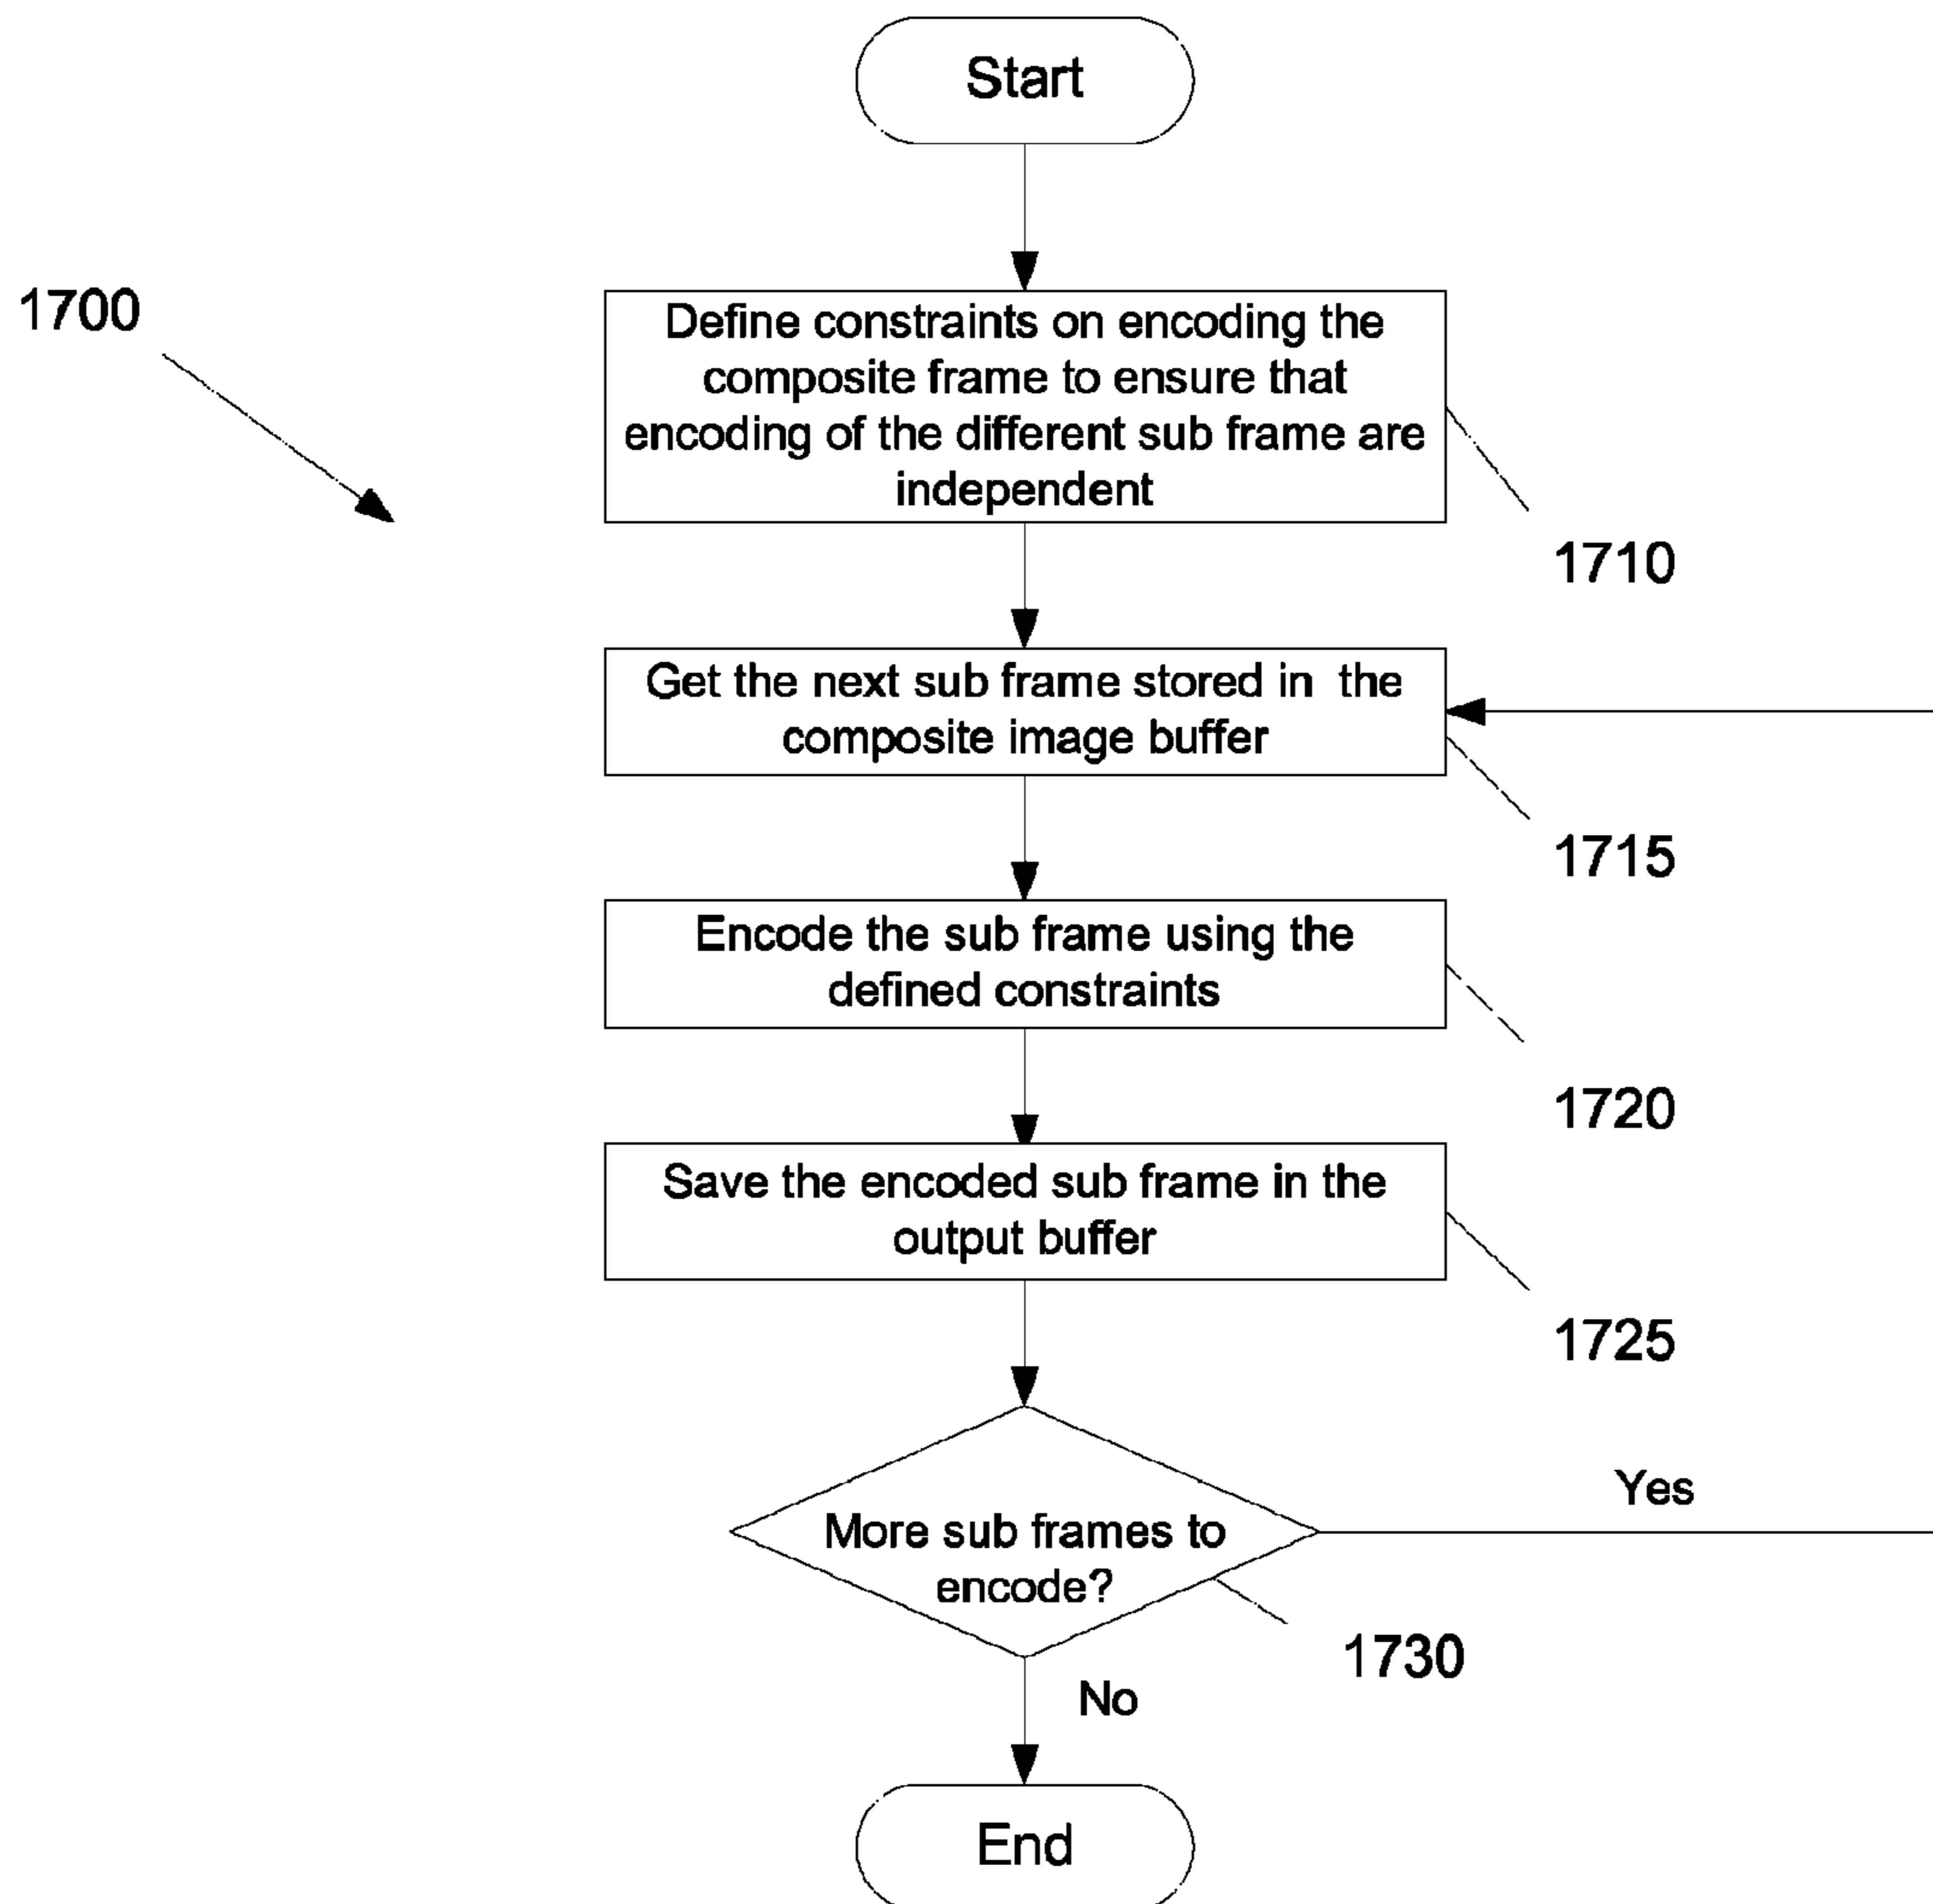 Start
1700
Define constraints on encoding the
composite frame to ensure that
encoding of the different sub frame are
independent
1710
Get the next sub frame stored in the
composite image buffer
1715
Encode the sub frame using the
defined constraints
1720
Save the encoded sub frame in the
output buffer
1725
More sub frames to
encode?
Yes
1730
No
End